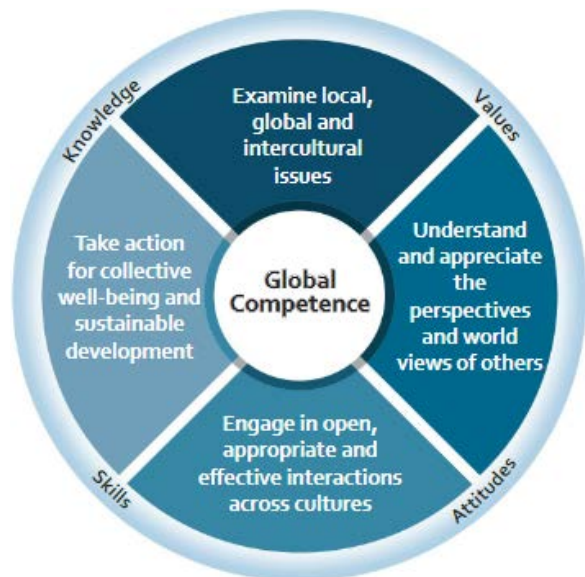 Knowledge
Values
Examine local,
global and
intercultural
issues
Understand
and appreciate
the
perspectives
and world
views of others
Take action
for collective
well-being and
sustainable
development
Global
Competence
Engage in open,
appropriate and
effective interactions
across cultures
Skills
Attitudes